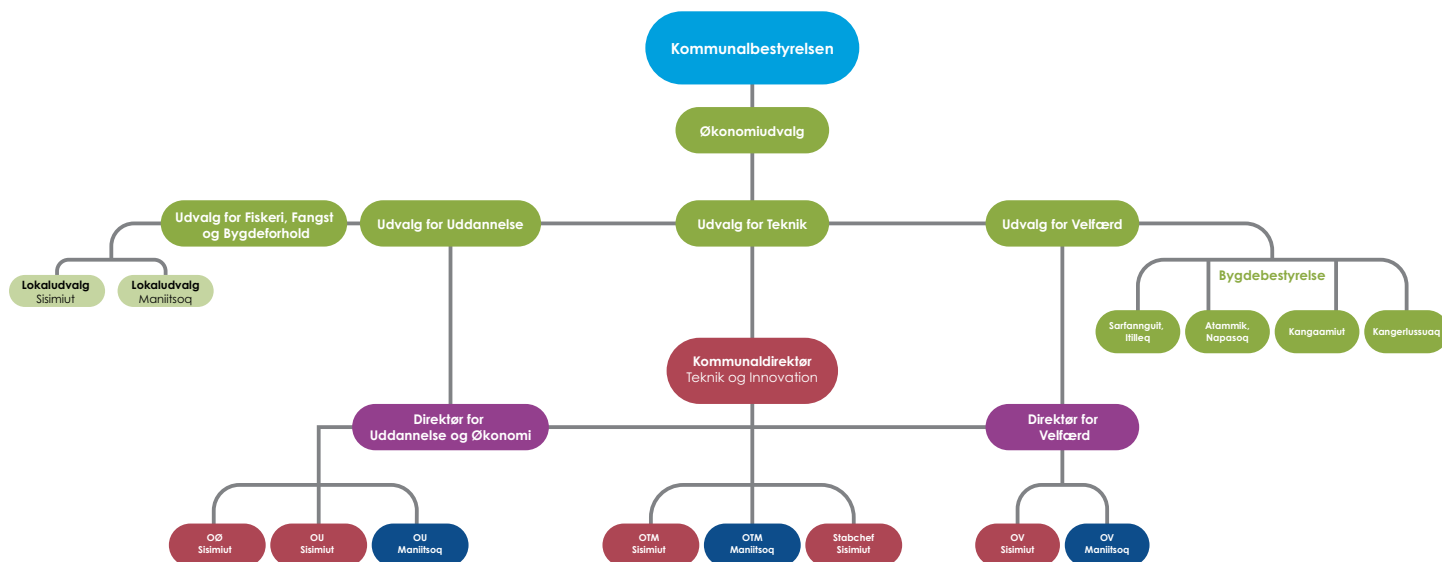 Kommunalbestyrelsen
Økonomiudvalg
Udvalg for Fiskeri, Fangst
og Bygdeforhold
Udvalg for Uddannelse
Udvalg for Teknik
Udvalg for Velfærd
Lokaludvalg
Sisimiut
Lokaludvalg
Maniitsoq
Bygdebestyrelse
Sarfannguit,
Itilleq
Atammik,
Napasoq
Kangaamiut
Kangerlussuaq
Kommunaldirektør
Teknik og Innovation
Direktør for
Uddannelse og Økonomi
Direktør for
Velfærd
OØ
Sisimiut
OU
Sisimiut
OU
Maniitsoq
OTM
Sisimiut
OTM
Maniitsoq
Stabchef
Sisimiut
OV
Sisimiut
OV
Maniitsoq